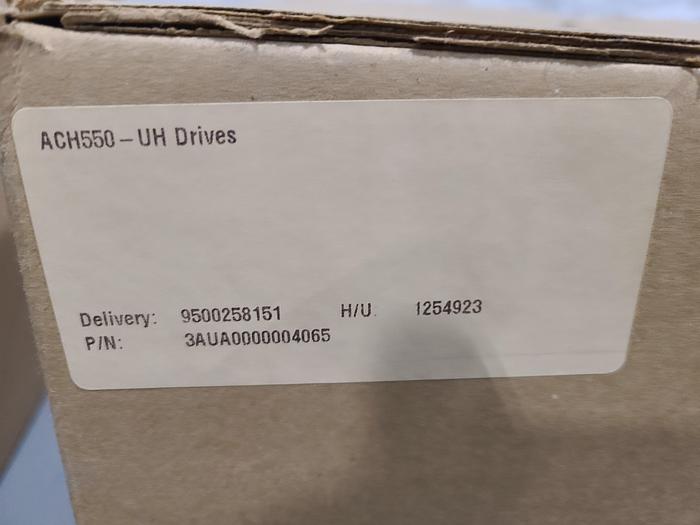 ACH550-UH Drives
Delivery: 9500258151 H/U. 1254923
P/N: 3AUA0000004065